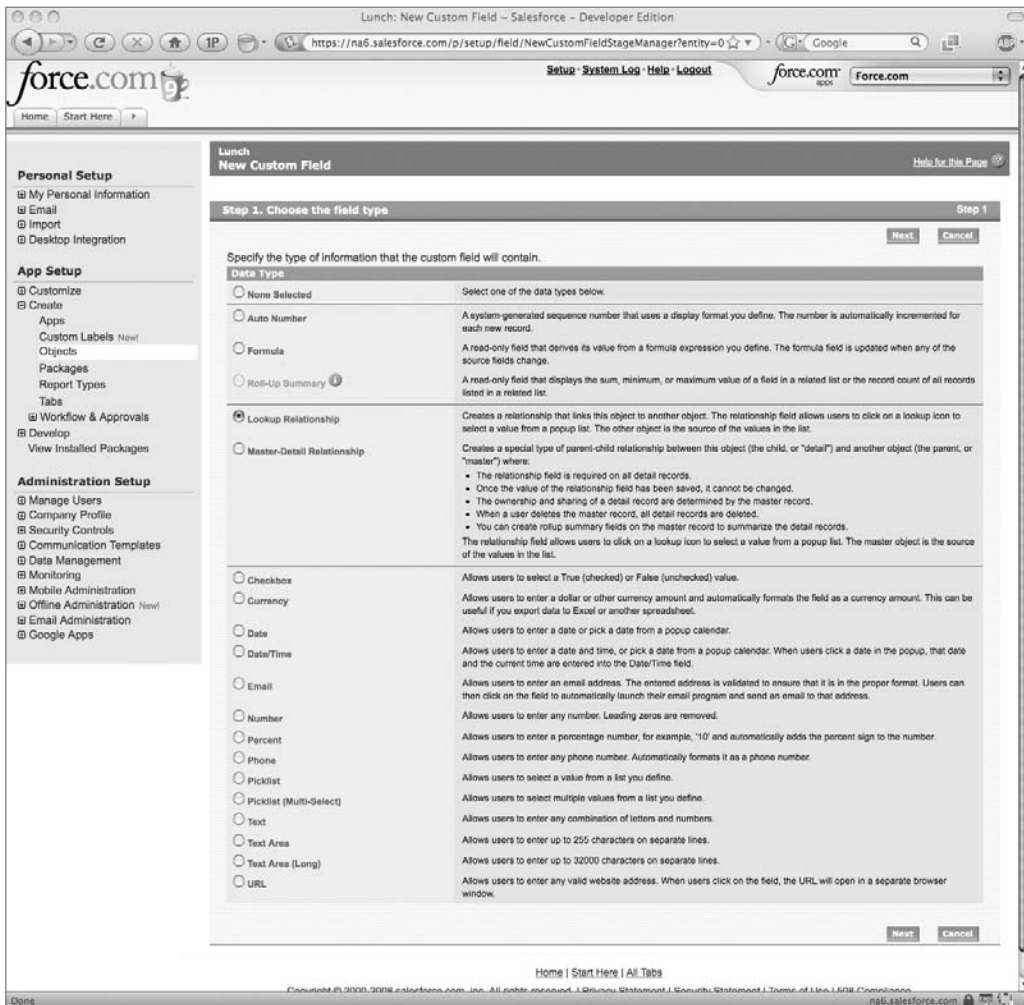 Lunch: New Custom Field – Salesforce – Developer Edition
1P https://na6.salesforce.com/p/setup/field/NewCustomFieldStageManager?entity=0 G Google ABP
force.com Setup · System Log · Help · Logout force.com apps Force.com
Home Start Here
Lunch
New Custom Field Help for this Page
Personal Setup
My Personal Information
Email
Import
Desktop Integration
App Setup
Customize
Create
Apps
Custom Labels New!
Objects
Packages
Report Types
Tabs
Workflow & Approvals
Develop
View Installed Packages
Administration Setup
Manage Users
Company Profile
Security Controls
Communication Templates
Data Management
Monitoring
Mobile Administration
Offline Administration New!
Email Administration
Google Apps
Step 1. Choose the field type Step 1
Next Cancel
Specify the type of information that the custom field will contain.
Data Type
None Selected Select one of the data types below.
Auto Number A system-generated sequence number that uses a display format you define. The number is automatically incremented for
each new record.
Formula A read-only field that derives its value from a formula expression you define. The formula field is updated when any of the
source fields change.
Roll-Up Summary A read-only field that displays the sum, minimum, or maximum value of a field in a related list or the record count of all records
listed in a related list.
Lookup Relationship Creates a relationship that links this object to another object. The relationship field allows users to click on a lookup icon to
select a value from a popup list. The other object is the source of the values in the list.
Master-Detail Relationship Creates a special type of parent-child relationship between this object (the child, or "detail") and another object (the parent, or
"master") where:
• The relationship field is required on all detail records.
• Once the value of the relationship field has been saved, it cannot be changed.
• The ownership and sharing of a detail record are determined by the master record.
• When a user deletes the master record, all detail records are deleted.
• You can create rollup summary fields on the master record to summarize the detail records.
The relationship field allows users to click on a lookup icon to select a value from a popup list. The master object is the source
of the values in the list.
Checkbox Allows users to select a True (checked) or False (unchecked) value.
Currency Allows users to enter a dollar or other currency amount and automatically formats the field as a currency amount. This can be
useful if you export data to Excel or another spreadsheet.
Date Allows users to enter a date or pick a date from a popup calendar.
Date/Time Allows users to enter a date and time, or pick a date from a popup calendar. When users click a date in the popup, that date
and the current time are entered into the Date/Time field.
Email Allows users to enter an email address. The entered address is validated to ensure that it is in the proper format. Users can
then click on the field to automatically launch their email program and send an email to that address.
Number Allows users to enter any number. Leading zeros are removed.
Percent Allows users to enter a percentage number, for example, '10' and automatically adds the percent sign to the number.
Phone Allows users to enter any phone number. Automatically formats it as a phone number.
Picklist Allows users to select a value from a list you define.
Picklist (Multi-Select) Allows users to select multiple values from a list you define.
Text Allows users to enter any combination of letters and numbers.
Text Area Allows users to enter up to 255 characters on separate lines.
Text Area (Long) Allows users to enter up to 32000 characters on separate lines.
URL Allows users to enter any valid website address. When users click on the field, the URL will open in a separate browser
window.
Next Cancel
Home | Start Here | All Tabs
Copyright © 2000-2008 salesforce.com, inc. All rights reserved. | Privacy Statement | Security Statement | Terms of Use | 508 Compliance
Done na6.salesforce.com